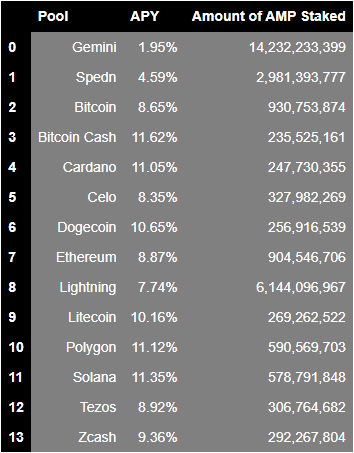 Pool APY Amount of AMP Staked
0 Gemini 1.95% 14,232,233,399
1 Spedn 4.59% 2,981,393,777
2 Bitcoin 8.65% 930,753,874
3 Bitcoin Cash 11.62% 235,525,161
4 Cardano 11.05% 247,730,355
5 Celo 8.35% 327,982,269
6 Dogecoin 10.65% 256,916,539
7 Ethereum 8.87% 904,546,706
8 Lightning 7.74% 6,144,096,967
9 Litecoin 10.16% 269,262,522
10 Polygon 11.12% 590,569,703
11 Solana 11.35% 578,791,848
12 Tezos 8.92% 306,764,682
13 Zcash 9.36% 292,267,804